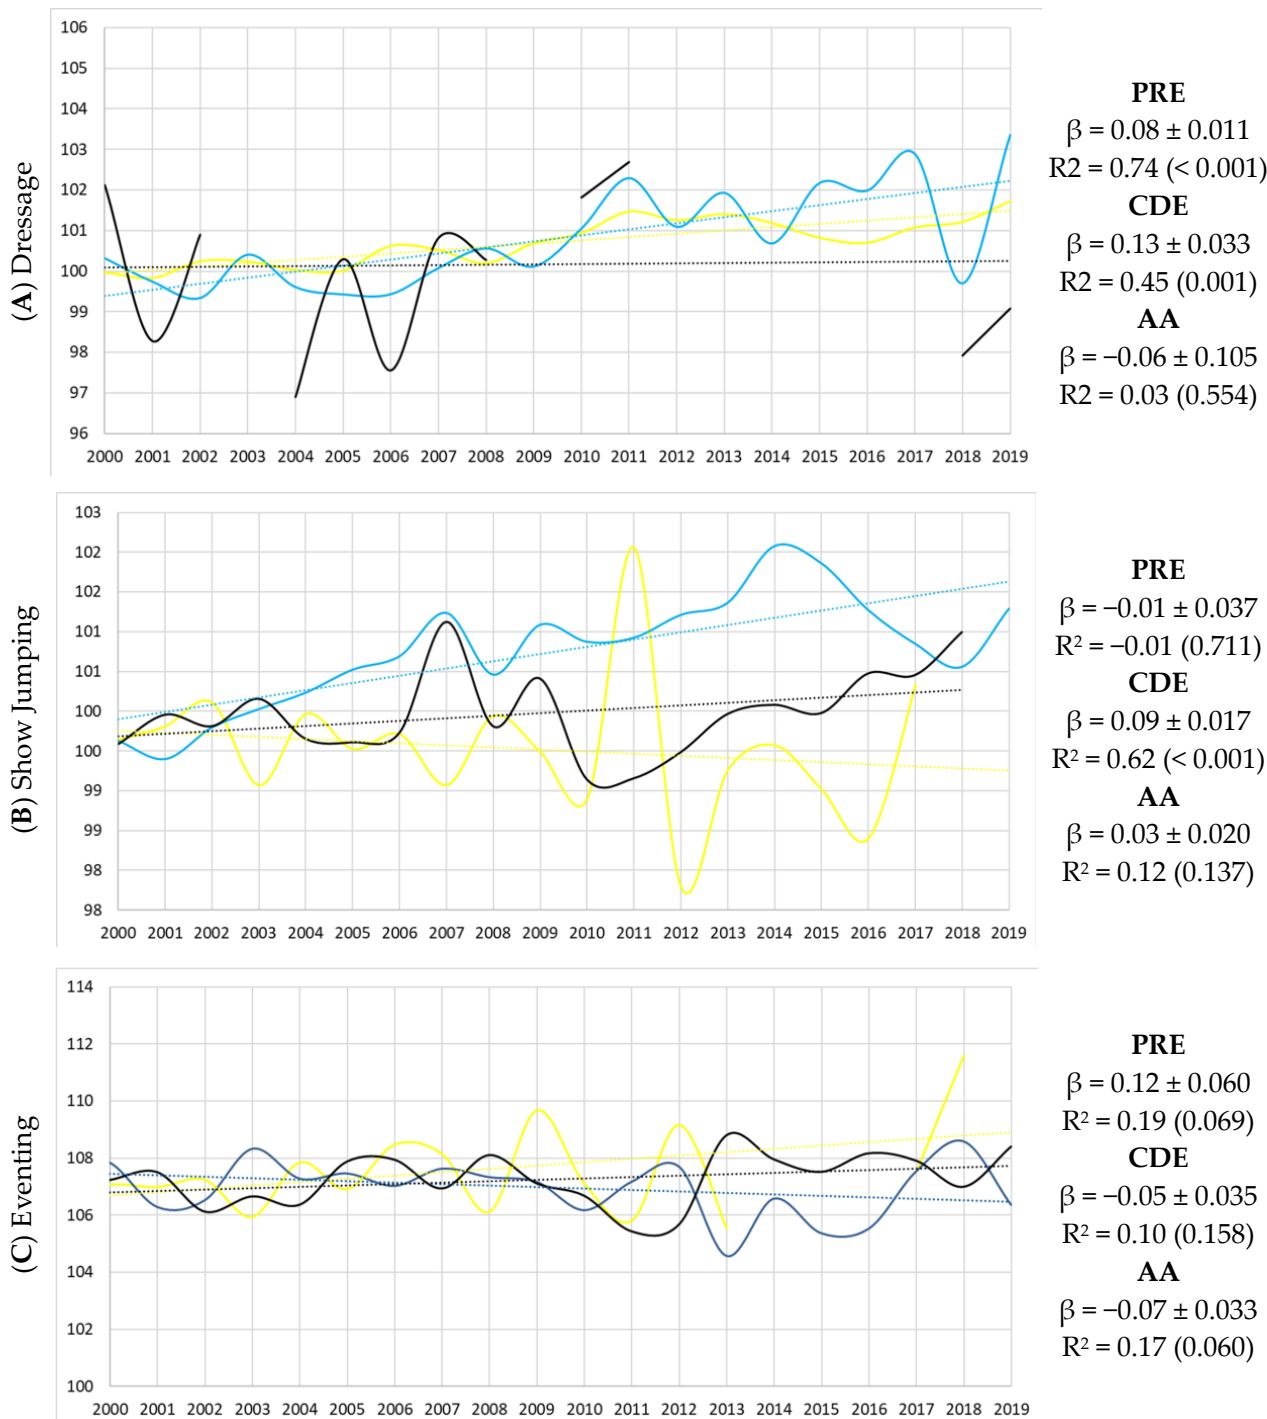 (A) Dressage
106
105
104
103
102
101
100
99
98
97
96
2000 2001 2002 2003 2004 2005 2006 2007 2008 2009 2010 2011 2012 2013 2014 2015 2016 2017 2018 2019
PRE
β = 0.08 ± 0.011
R2 = 0.74 (< 0.001)
CDE
β = 0.13 ± 0.033
R2 = 0.45 (0.001)
AA
β = −0.06 ± 0.105
R2 = 0.03 (0.554)
(B) Show Jumping
103
102
102
101
101
100
100
99
99
98
98
2000 2001 2002 2003 2004 2005 2006 2007 2008 2009 2010 2011 2012 2013 2014 2015 2016 2017 2018 2019
PRE
β = −0.01 ± 0.037
R² = −0.01 (0.711)
CDE
β = 0.09 ± 0.017
R² = 0.62 (< 0.001)
AA
β = 0.03 ± 0.020
R² = 0.12 (0.137)
(C) Eventing
114
112
110
108
106
104
102
100
2000 2001 2002 2003 2004 2005 2006 2007 2008 2009 2010 2011 2012 2013 2014 2015 2016 2017 2018 2019
PRE
β = 0.12 ± 0.060
R² = 0.19 (0.069)
CDE
β = −0.05 ± 0.035
R² = 0.10 (0.158)
AA
β = −0.07 ± 0.033
R² = 0.17 (0.060)